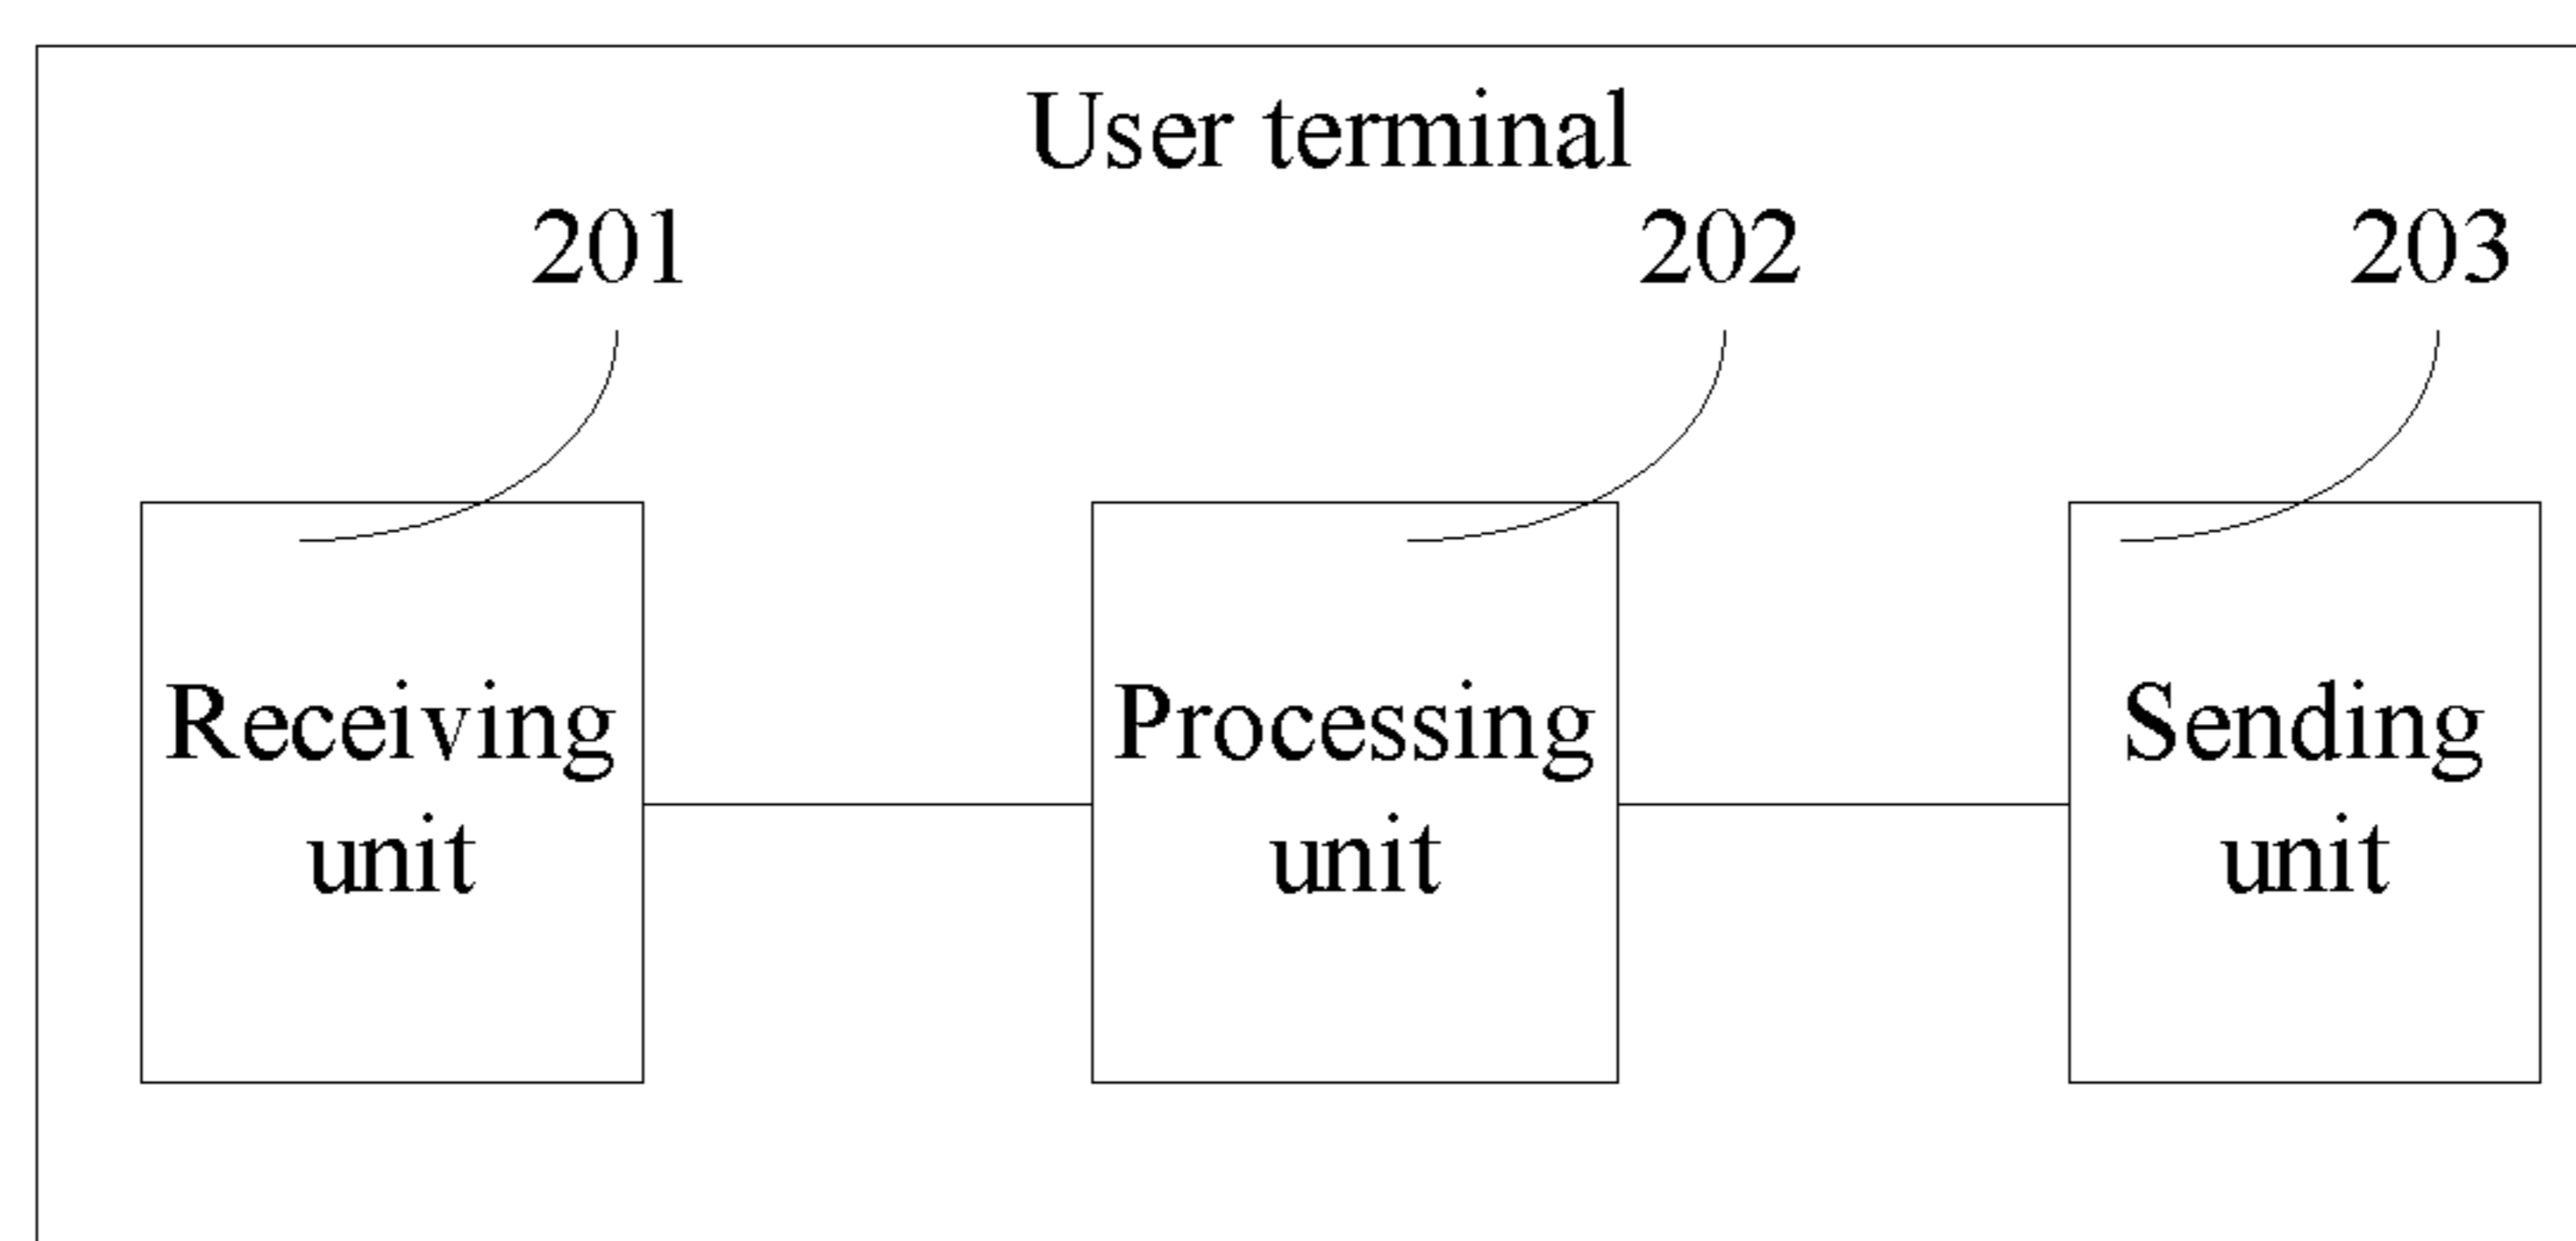 User terminal
201
202
203
Receiving
unit
Processing
unit
Sending
unit